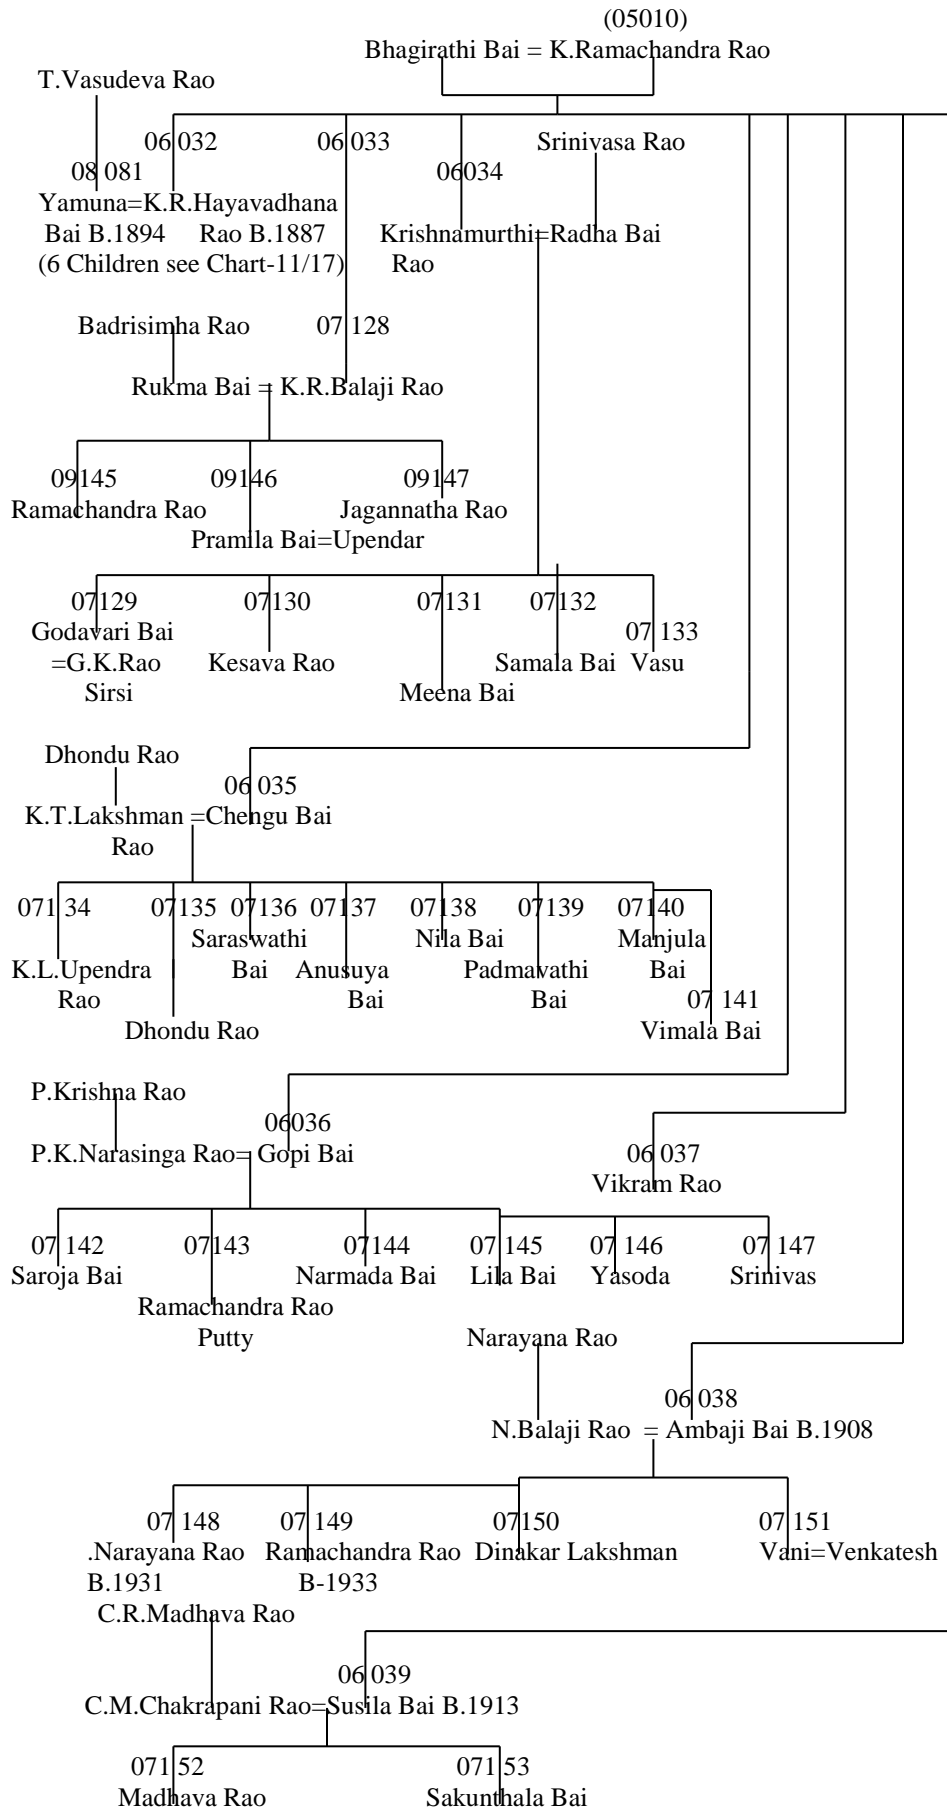 (05010)
Bhagirathi Bai = K.Ramachandra Rao
T.Vasudeva Rao
06 032 06 033 Srinivasa Rao
08 081 06034
Yamuna=K.R.Hayavadhana
Bai B.1894 Rao B.1887 Krishnamurthi=Radha Bai
(6 Children see Chart-11/17) Rao
Badrisimha Rao 07 128
Rukma Bai = K.R.Balaji Rao
09145 09146 09147
Ramachandra Rao Jagannatha Rao
Pramila Bai=Upendar
07129 07130 07131 07132
Godavari Bai 07 133
=G.K.Rao Kesava Rao Samala Bai Vasu
Sirsi Meena Bai
Dhondu Rao
06 035
K.T.Lakshman =Chengu Bai
Rao
071 34 07135 07136 07137 07138 07139 07140
Saraswathi Nila Bai Manjula
K.L.Upendra Bai Anusuya Padmavathi Bai
Rao Bai Bai 07 141
Dhondu Rao Vimala Bai
P.Krishna Rao
06036
P.K.Narasinga Rao= Gopi Bai 06 037
Vikram Rao
07 142 07143 07144 07 145 07 146 07 147
Saroja Bai Narmada Bai Lila Bai Yasoda Srinivas
Ramachandra Rao
Putty Narayana Rao
06 038
N.Balaji Rao = Ambaji Bai B.1908
07 148 07 149 07150 07 151
.Narayana Rao Ramachandra Rao Dinakar Lakshman Vani=Venkatesh
B.1931 B-1933
C.R.Madhava Rao
06 039
C.M.Chakrapani Rao=Susila Bai B.1913
071 52 071 53
Madhava Rao Sakunthala Bai